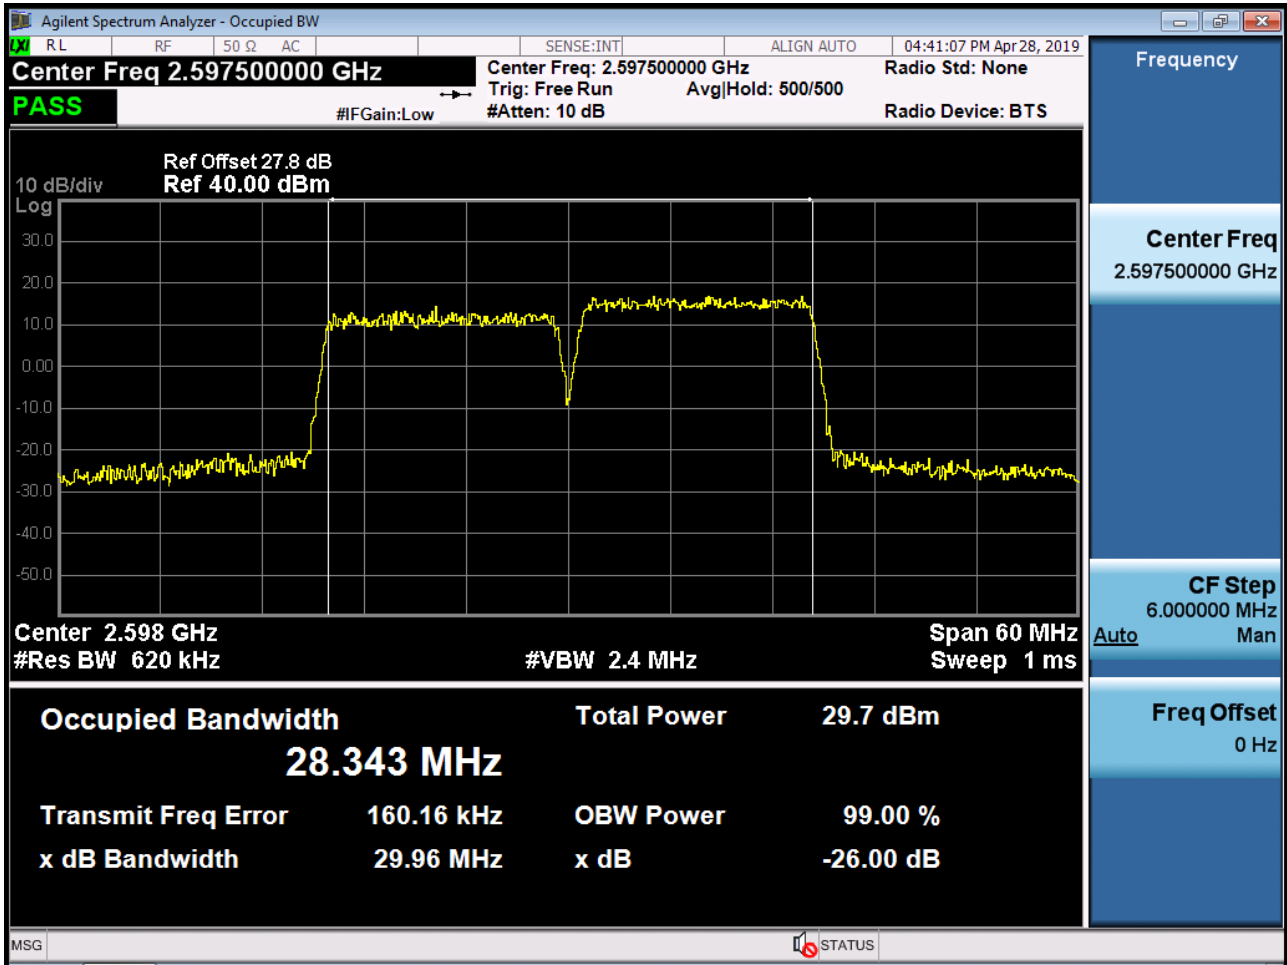 Agilent Spectrum Analyzer - Occupied BW
LXI RL RF 50 Ω AC SENSE:INT ALIGN AUTO 04:41:07 PM Apr 28, 2019
Center Freq 2.597500000 GHz
Center Freq: 2.597500000 GHz
Radio Std: None
Trig: Free Run Avg|Hold: 500/500
PASS
#IFGain:Low
#Atten: 10 dB
Radio Device: BTS
Ref Offset 27.8 dB
10 dB/div Ref 40.00 dBm
Log
30.0
20.0
10.0
0.00
-10.0
-20.0
-30.0
-40.0
-50.0
Center 2.598 GHz Span 60 MHz
#Res BW 620 kHz #VBW 2.4 MHz Sweep 1 ms
Occupied Bandwidth Total Power 29.7 dBm
28.343 MHz
Transmit Freq Error 160.16 kHz OBW Power 99.00 %
x dB Bandwidth 29.96 MHz x dB -26.00 dB
Frequency
Center Freq
2.597500000 GHz
CF Step
6.000000 MHz
Auto Man
Freq Offset
0 Hz
MSG STATUS